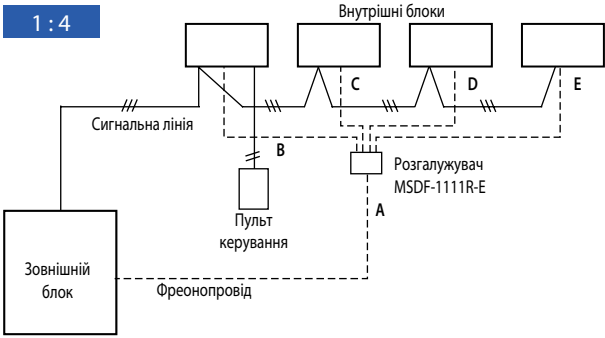 1 : 4
Внутрішні блоки
C
D
E
Сигнальна лінія
B
Розгалужувач
MSDF-1111R-E
A
Пульт
керування
Зовнішній
блок
Фреонопровід